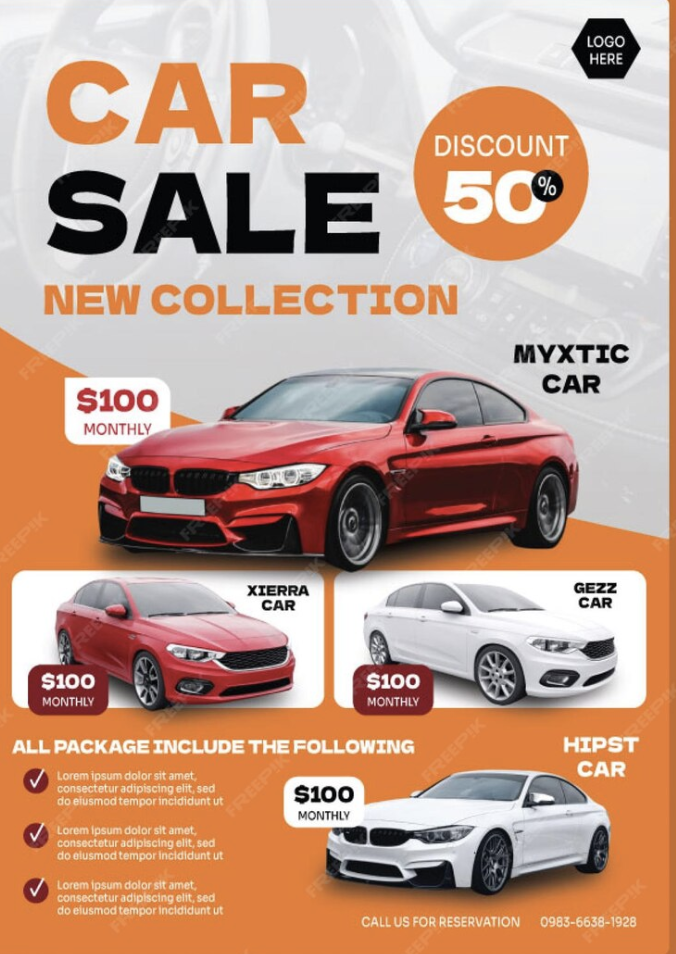 LOGO
HERE
CAR
SALE
DISCOUNT
50%
NEW COLLECTION
MYXTIC
CAR
$100
MONTHLY
XIERRA
CAR
$100
MONTHLY
GEZZ
CAR
$100
MONTHLY
ALL PACKAGE INCLUDE THE FOLLOWING
Lorem ipsum dolor sit amet,
consectetur adipiscing elit, sed
do eiusmod tempor incididunt ut
Lorem ipsum dolor sit amet,
consectetur adipiscing elit, sed
do eiusmod tempor incididunt ut
Lorem ipsum dolor sit amet,
consectetur adipiscing elit, sed
do eiusmod tempor incididunt ut
HIPST
CAR
$100
MONTHLY
CALL US FOR RESERVATION 0983-6638-1928
FREEPIK